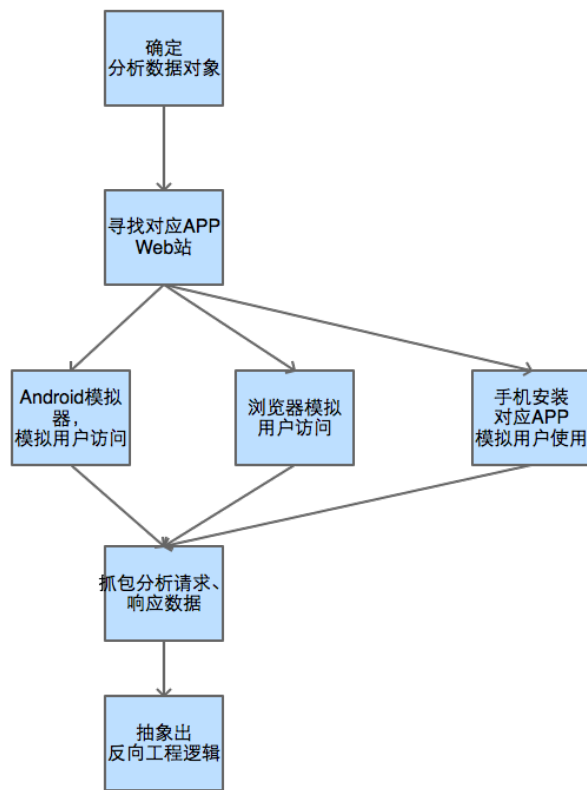 确定
分析数据对象
寻找对应APP
Web站
Android模拟
器，
模拟用户访问
浏览器模拟
用户访问
手机安装
对应APP
模拟用户使用
抓包分析请求、
响应数据
抽象出
反向工程逻辑